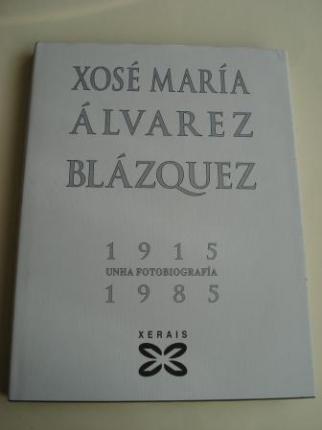 XOSÉ MARÍA
ÁLVAREZ
BLÁZQUEZ
1915
UNHA FOTOBIOGRAFÍA
1985
XERAIS